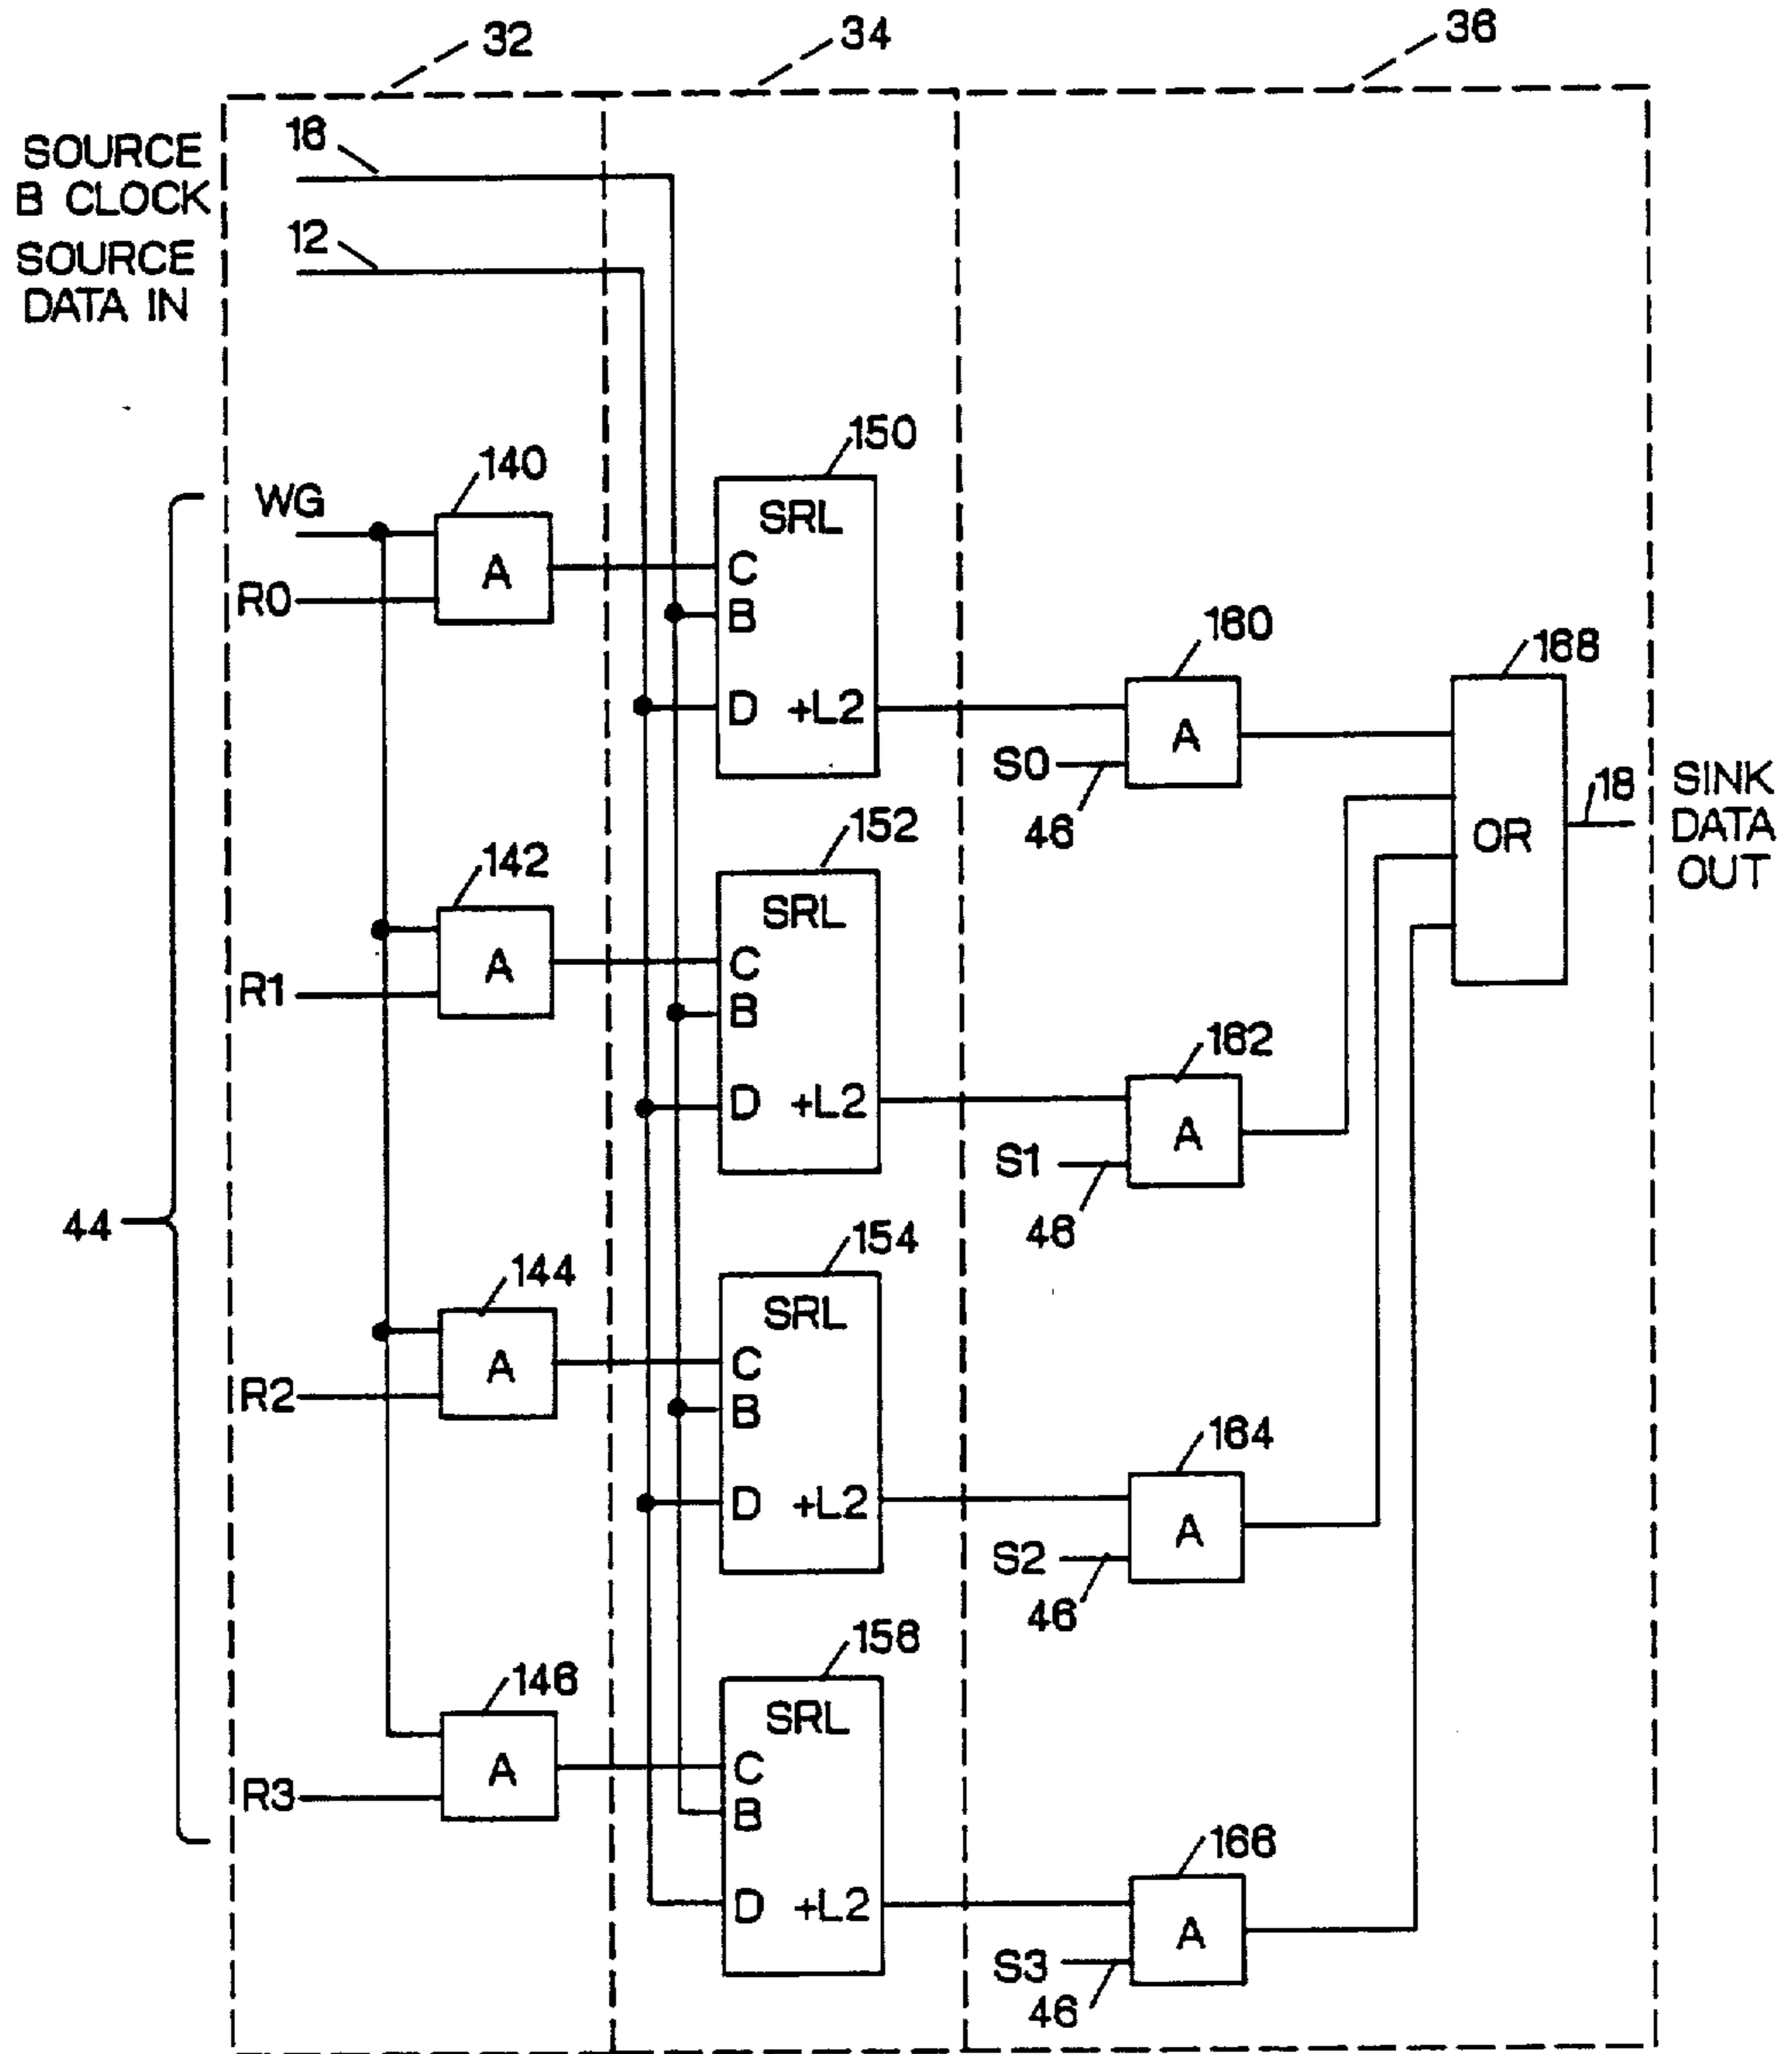 32
34
36
SOURCE
B CLOCK
16
SOURCE
DATA IN
12
150
140
WG
SRL
A
C
R0
B
160
168
D +L2
A
S0
46
18
SINK
DATA
OUT
OR
152
142
SRL
A
C
R1
B
162
D +L2
A
S1
46
44
154
144
SRL
A
C
R2
B
164
D +L2
A
S2
46
156
146
SRL
A
C
R3
B
166
D +L2
A
S3
46